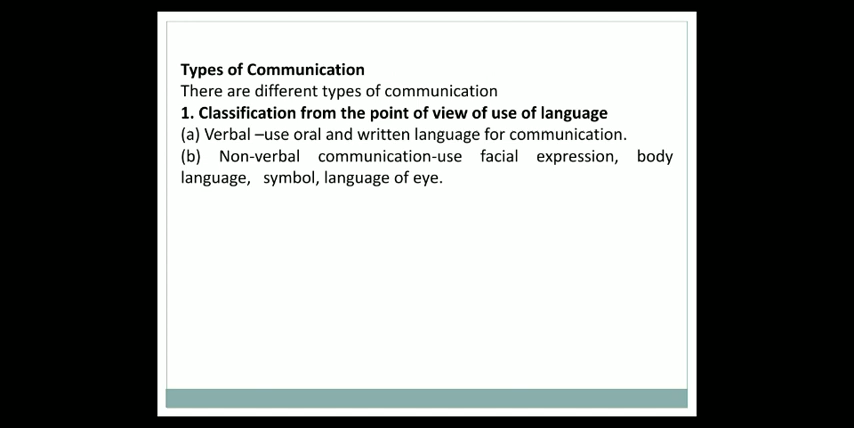 Types of Communication
There are different types of communication
1. Classification from the point of view of use of language
(a) Verbal –use oral and written language for communication.
(b) Non-verbal communication-use facial expression, body
language, symbol, language of eye.